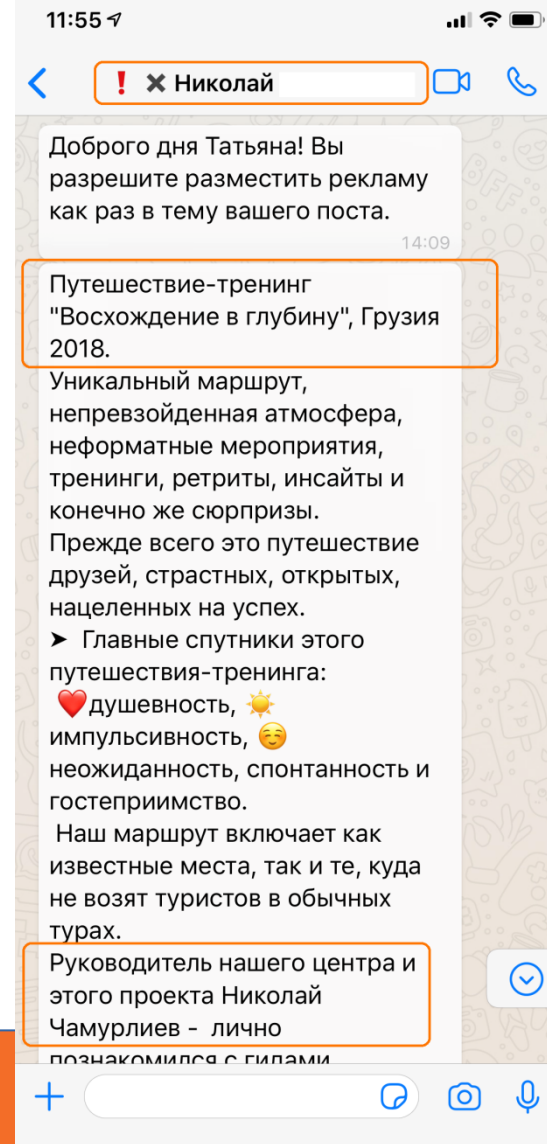 11:55
❗ ✖ Николай
Доброго дня Татьяна! Вы
разрешите разместить рекламу
как раз в тему вашего поста.
14:09
Путешествие-тренинг
"Восхождение в глубину", Грузия
2018.
Уникальный маршрут,
непревзойденная атмосфера,
неформатные мероприятия,
тренинги, ретриты, инсайты и
конечно же сюрпризы.
Прежде всего это путешествие
друзей, страстных, открытых,
нацеленных на успех.
➤ Главные спутники этого
путешествия-тренинга:
❤️душевность, ☀️
импульсивность, ☺️
неожиданность, спонтанность и
гостеприимство.
Наш маршрут включает как
известные места, так и те, куда
не возят туристов в обычных
турах.
Руководитель нашего центра и
этого проекта Николай
Чамурлиев - лично
познакомился с гидами